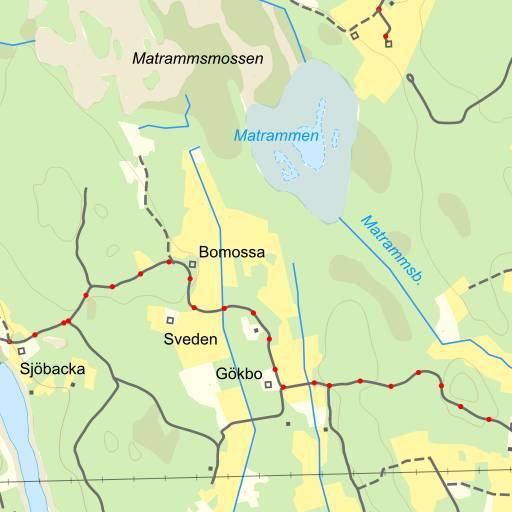 Matrammsmossen
Matrammen
Matrammsb.
Bomossa
Sveden
Sjöbacka
Gökbo